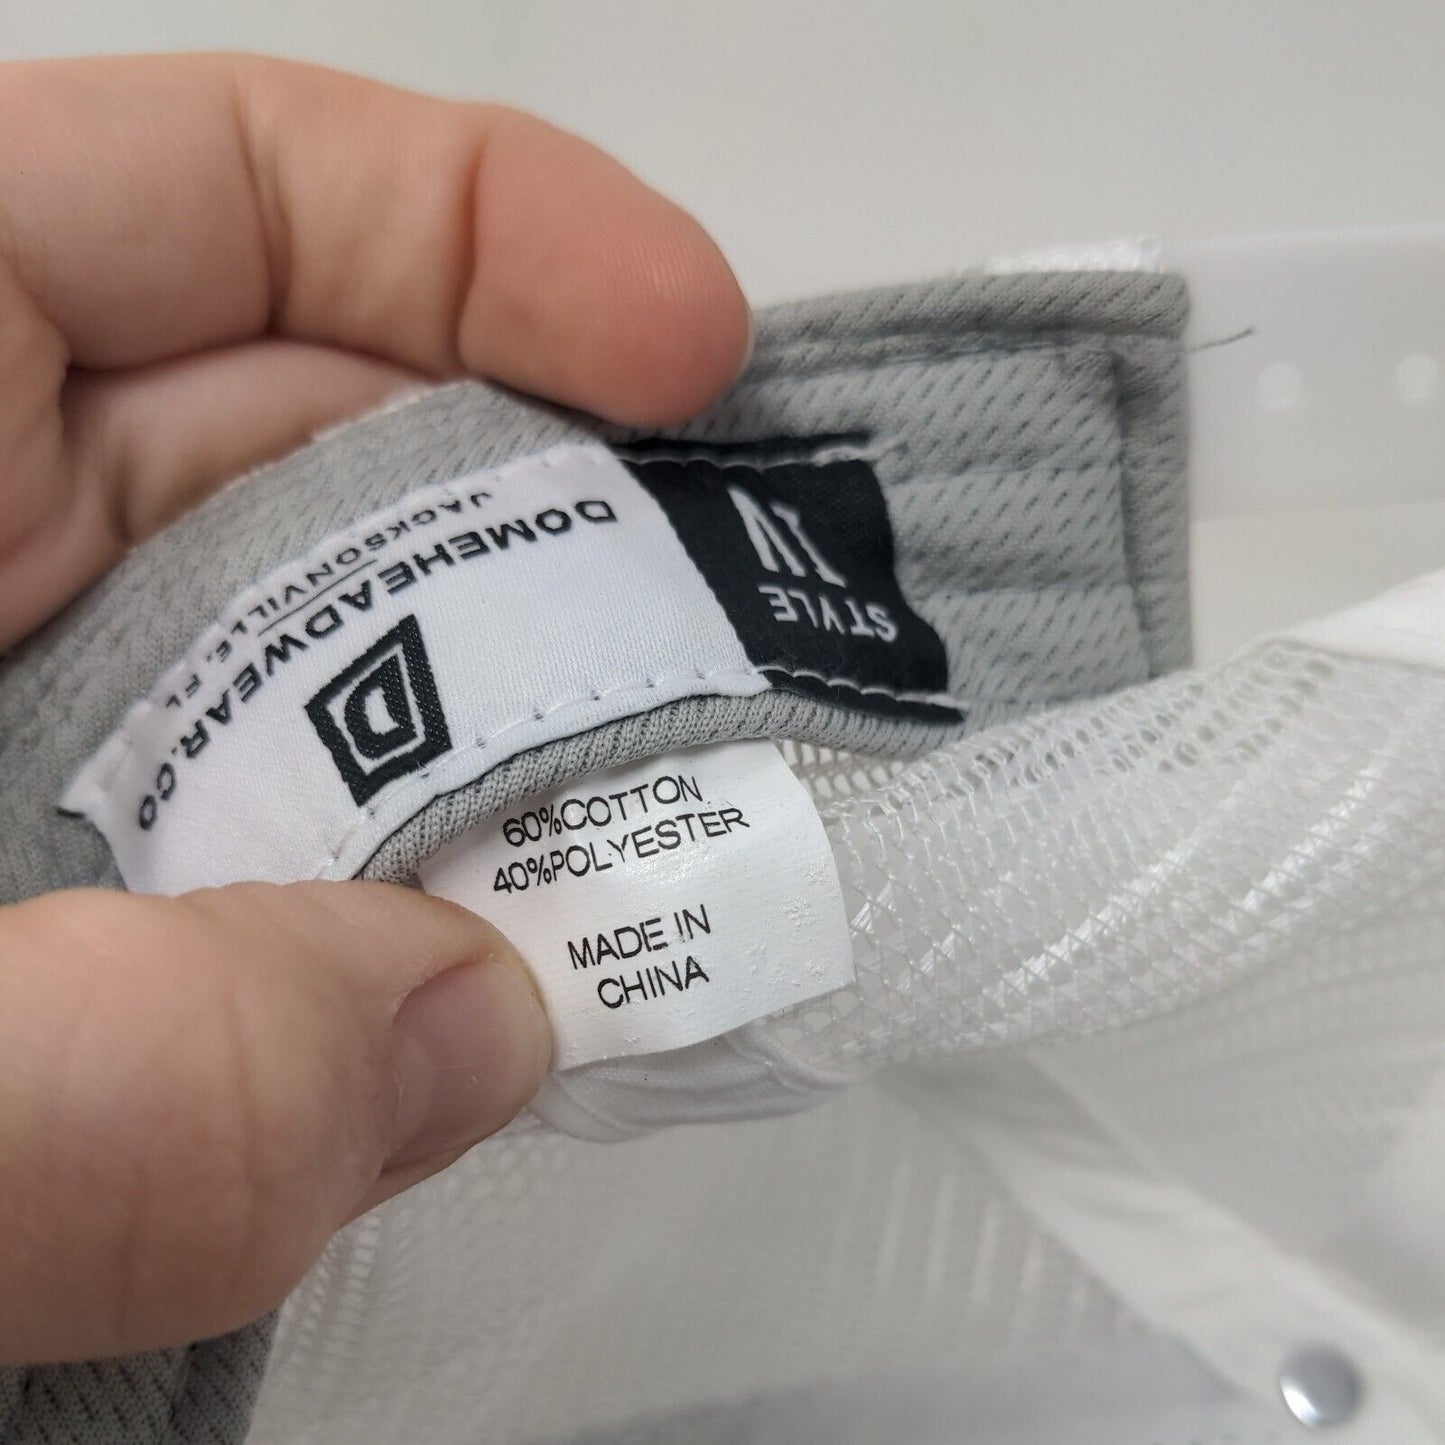 DOMEHEADWEAR.CO
JACKSONVILLE, FL
D
STYLE
IV
60%COTTON
40%POLYESTER
MADE IN
CHINA